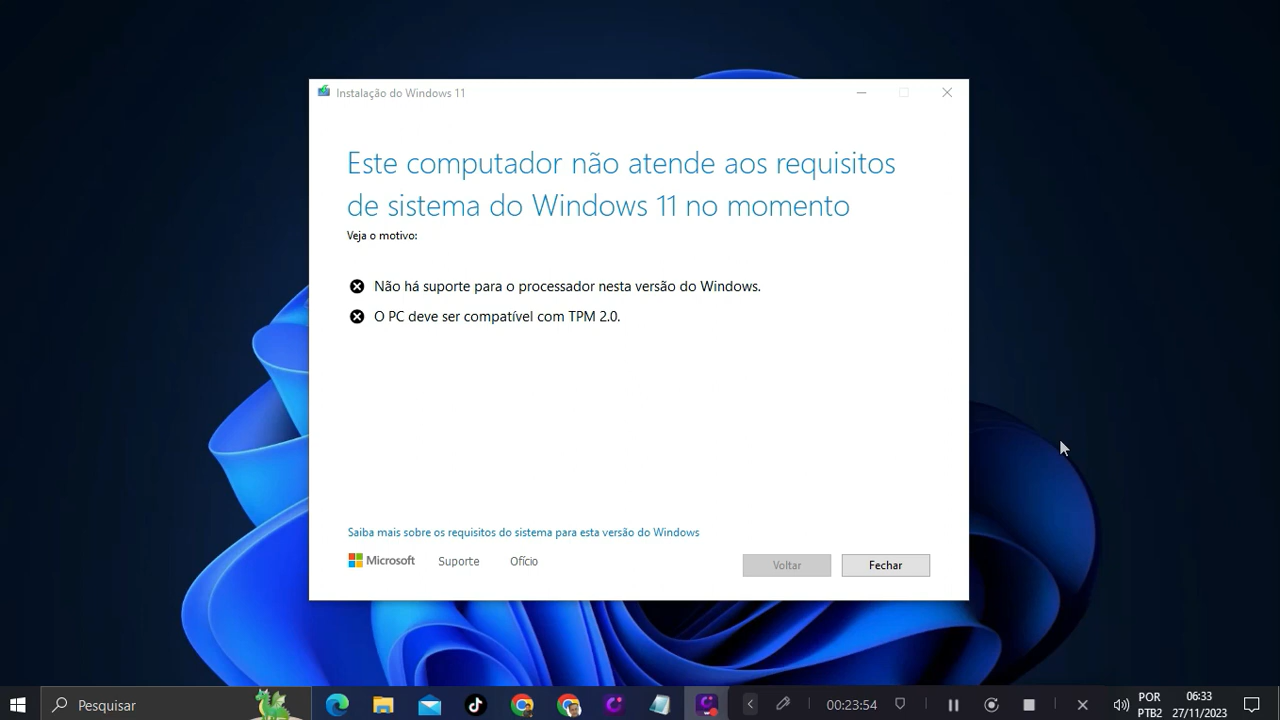 Instalação do Windows 11
Este computador não atende aos requisitos
de sistema do Windows 11 no momento
Veja o motivo:
Não há suporte para o processador nesta versão do Windows.
O PC deve ser compatível com TPM 2.0.
Saiba mais sobre os requisitos do sistema para esta versão do Windows
Microsoft Suporte Ofício Voltar Fechar
Pesquisar 00:23:54 POR 06:33
PTB2 27/11/2023